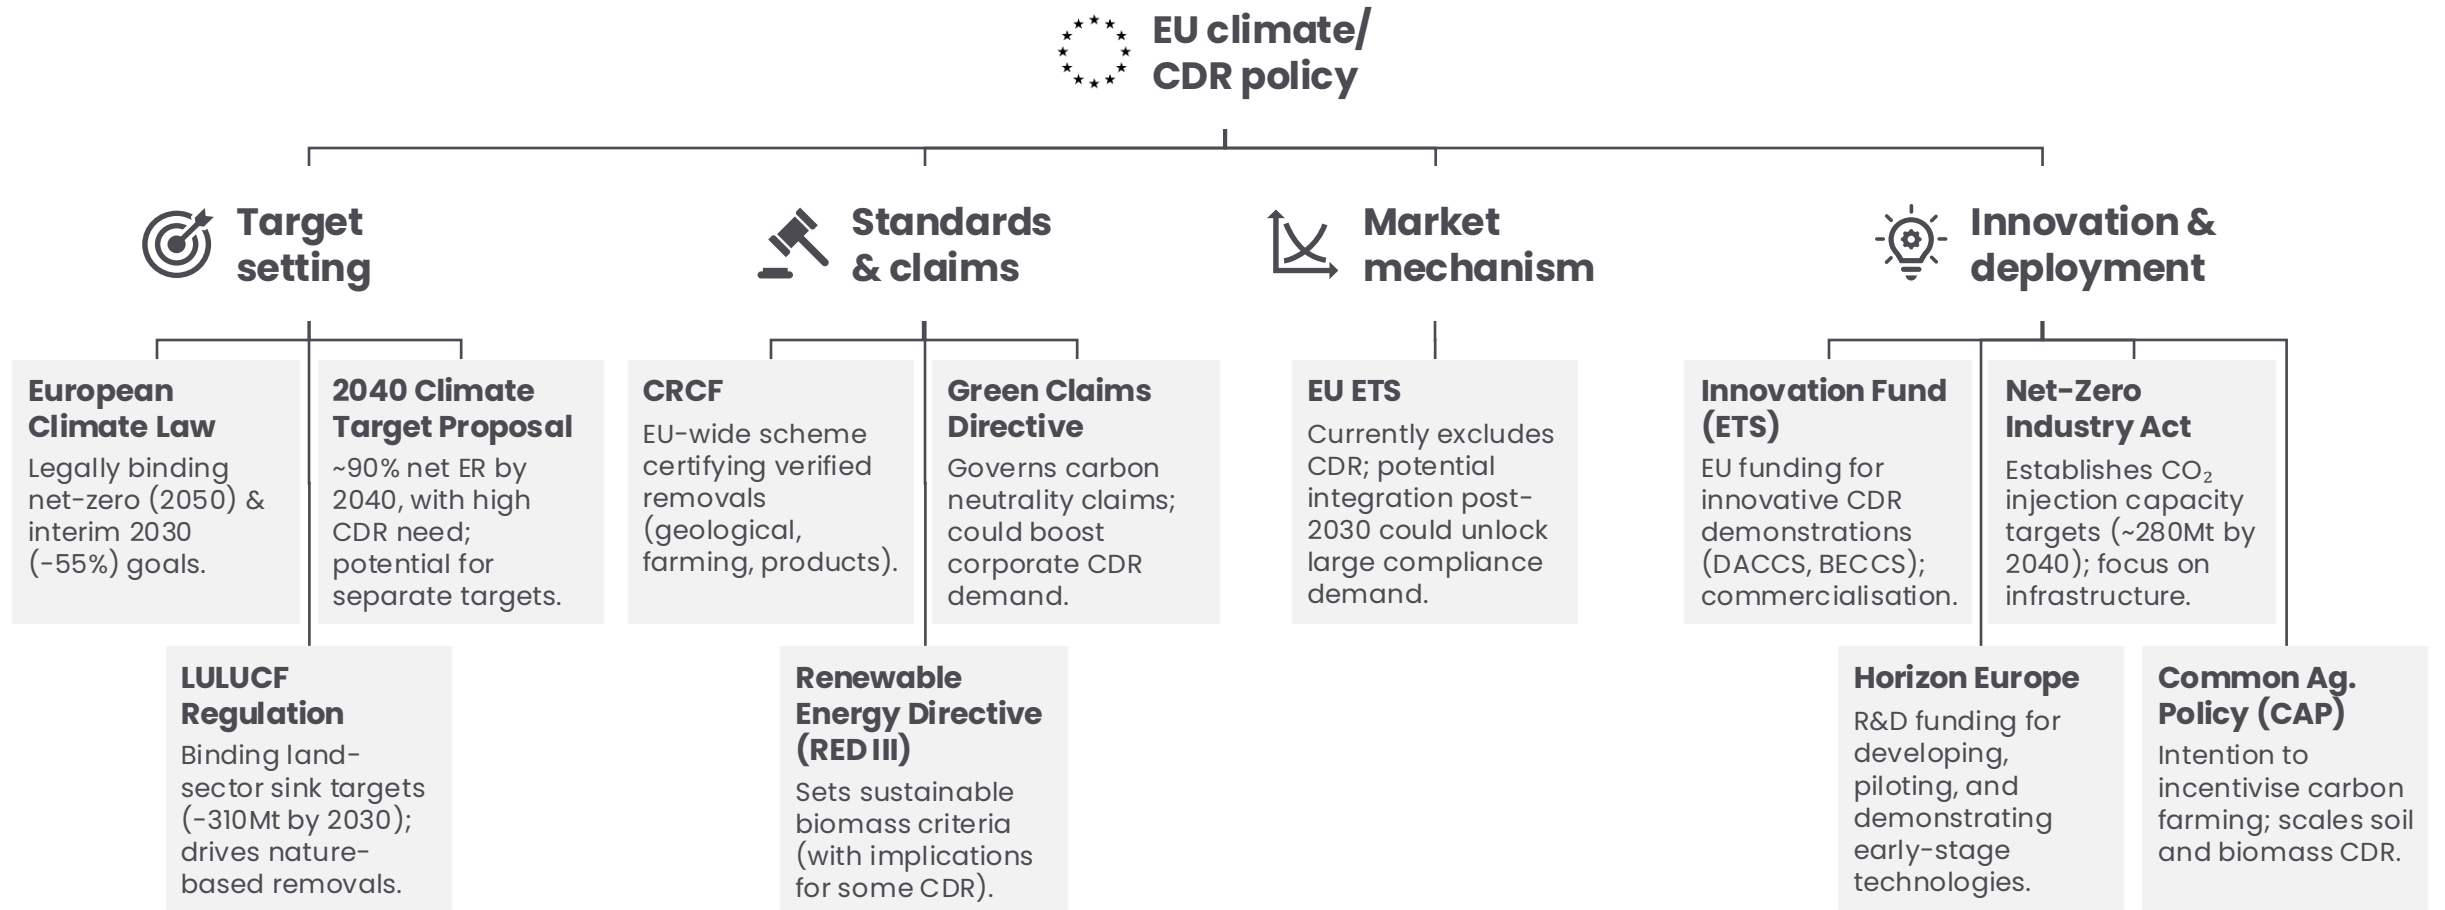 EU climate/
CDR policy
Target
setting
Standards
& claims
Market
mechanism
Innovation &
deployment
European
Climate Law
Legally binding
net-zero (2050) &
interim 2030
(-55%) goals.
2040 Climate
Target Proposal
~90% net ER by
2040, with high
CDR need;
potential for
separate targets.
LULUCF
Regulation
Binding land-
sector sink targets
(-310Mt by 2030);
drives nature-
based removals.
CRCF
EU-wide scheme
certifying verified
removals
(geological,
farming, products).
Green Claims
Directive
Governs carbon
neutrality claims;
could boost
corporate CDR
demand.
Renewable
Energy Directive
(RED III)
Sets sustainable
biomass criteria
(with implications
for some CDR).
EU ETS
Currently excludes
CDR; potential
integration post-
2030 could unlock
large compliance
demand.
Innovation Fund
(ETS)
EU funding for
innovative CDR
demonstrations
(DACCS, BECCS);
commercialisation.
Net-Zero
Industry Act
Establishes CO₂
injection capacity
targets (~280Mt by
2040); focus on
infrastructure.
Horizon Europe
R&D funding for
developing,
piloting, and
demonstrating
early-stage
technologies.
Common Ag.
Policy (CAP)
Intention to
incentivise carbon
farming; scales soil
and biomass CDR.